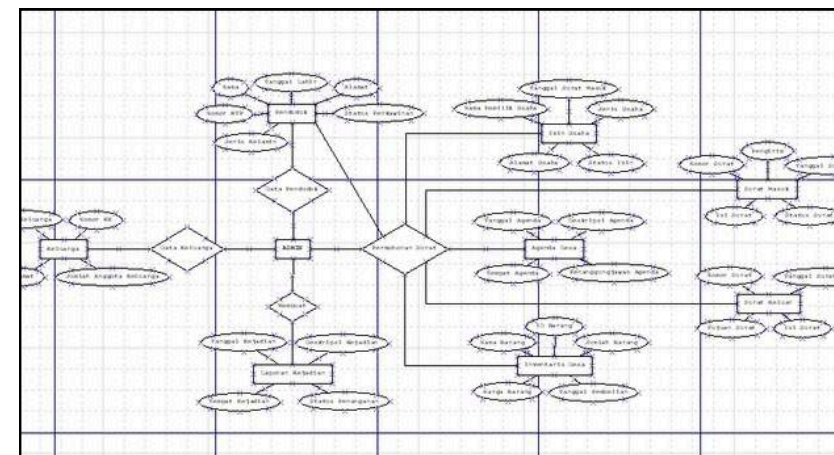 Tanggal Lahir
Nama
Alamat
Nomor KTP
Penduduk
Status Perkawinan
Jenis Kelamin
Data Penduduk
Tanggal Surat Masuk
Nama Pemilik Usaha
Jenis Usaha
Izin Usaha
Alamat Usaha
Status Izin
Pengirim
Nomor Surat
Surat Masuk
Isi Surat
Status Surat
Nomor KK
Keluarga
Jumlah Anggota Keluarga
Data Keluarga
ADMIN
Permohonan Surat
Tanggal Agenda
Deskripsi Agenda
Agenda Desa
Tempat Agenda
Penanggungjawab Agenda
Nomor Surat
Surat Keluar
Tujuan Surat
Isi Surat
Membuat
Tanggal Kejadian
Deskripsi Kejadian
Laporan Kejadian
Tempat Kejadian
Status Penanganan
ID Barang
Nama Barang
Jumlah Barang
Inventaris Desa
Harga Barang
Tanggal Pembelian